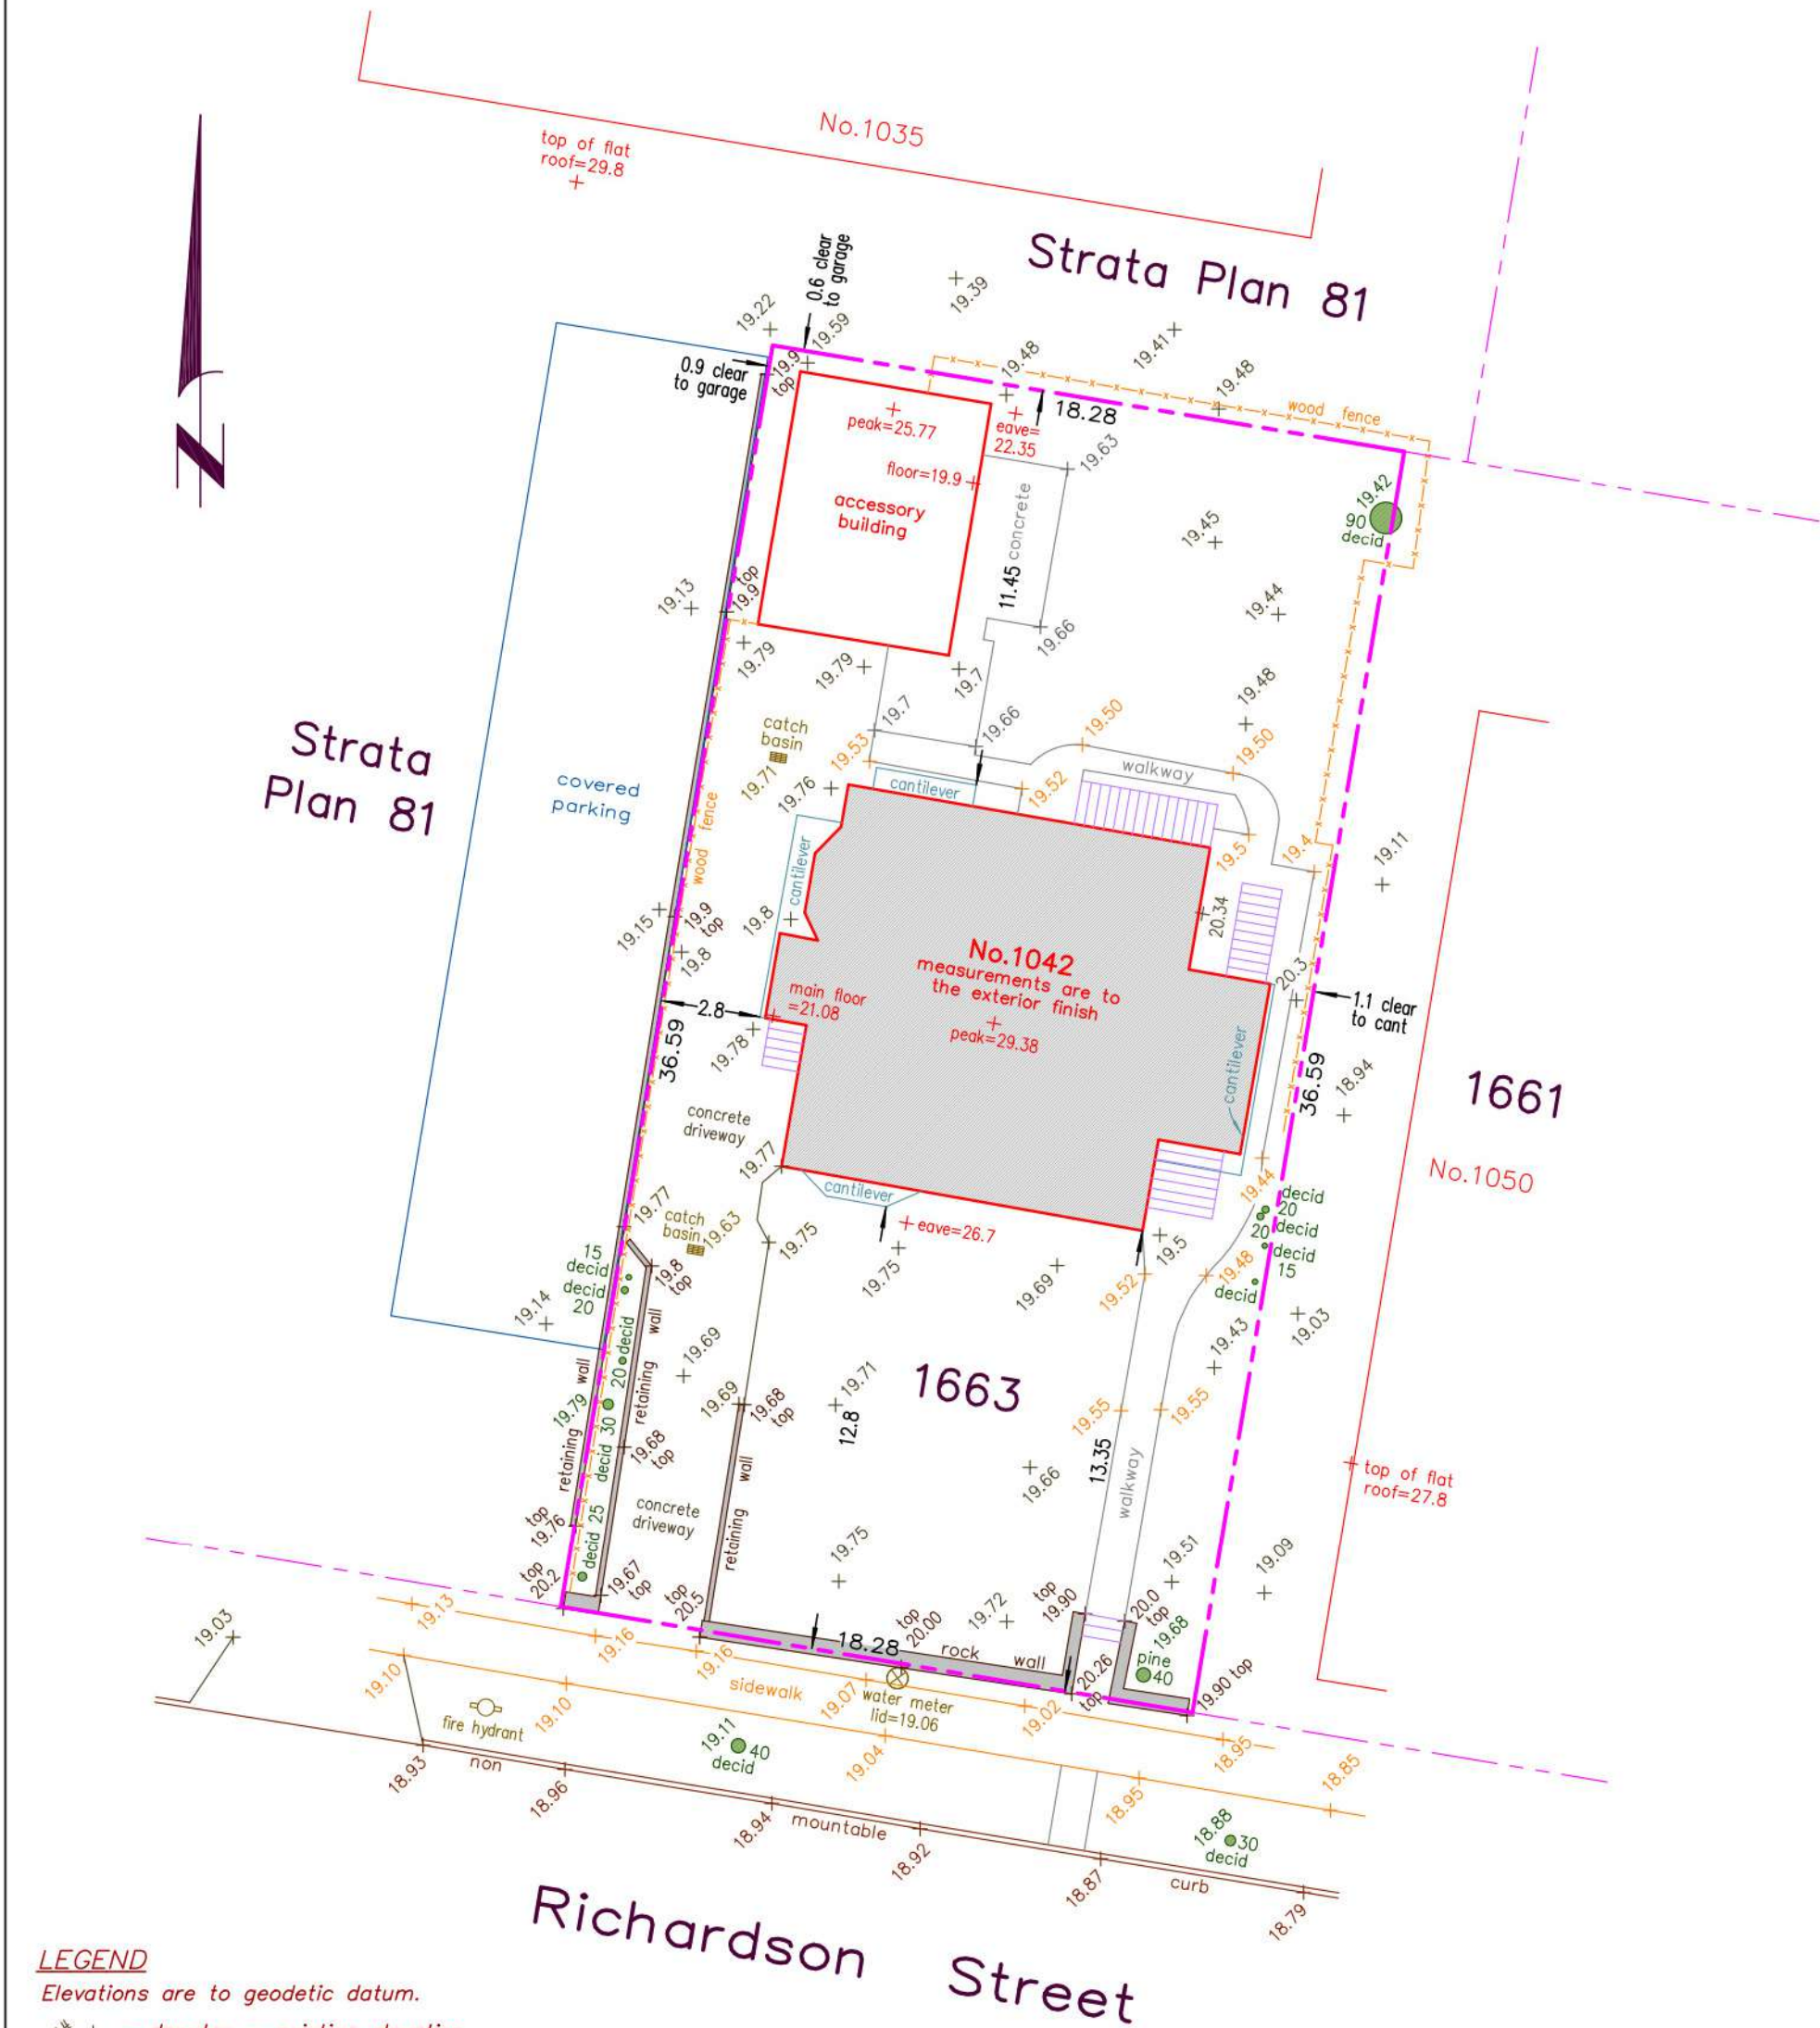 No.1035
top of flat
roof=29.8
Strata Plan 81
0.6 clear
to garage
19.39
19.22
19.59
19.41
19.48
19.48
0.9 clear
to garage
19.9
top
18.28
wood fence
peak=25.77
eave=
22.35
19.63
floor=19.9
accessory
building
concrete
11.45
19.42
90
decid
19.45
19.44
19.13
19.9
top
19.79
19.79
19.7
19.66
19.48
Strata
Plan 81
covered
parking
catch
basin
19.71
19.7
19.66
19.53
19.50
19.50
walkway
19.76
cantilever
19.52
cantilever
wood fence
19.5
19.4
19.11
19.15
19.9
top
19.8
19.8
20.34
No.1042
measurements are to
the exterior finish
peak=29.38
main floor
=21.08
20.3
1.1 clear
to cant
2.8
36.59
19.78
cantilever
36.59
18.94
1661
No.1050
concrete
driveway
19.77
cantilever
19.77
catch
basin
19.63
19.75
eave=26.7
19.75
19.69
19.5
19.52
19.48
19.44
decid
20
20
decid
decid
15
decid
19.03
19.43
15
decid
decid
20
19.14
19.8
top
20 decid
retaining wall
retaining wall
19.69
19.69
19.68
top
19.71
12.8
1663
19.55
19.55
13.35
walkway
19.79
decid 30
19.68
top
19.66
top of flat
roof=27.8
top
19.76
decid 25
concrete
driveway
retaining wall
19.75
19.51
19.09
top
20.2
19.67
top
top
20.5
top
20.00
19.72
top
19.90
20.0
top
19.68
pine
40
18.28
rock wall
20.26
top
19.90 top
19.03
19.13
19.16
19.16
19.10
sidewalk
19.07
water meter
lid=19.06
19.02
18.95
fire hydrant
19.10
19.11
40
decid
19.04
18.95
18.85
18.93
non
18.96
18.94
mountable
18.92
18.87
curb
18.88
30
decid
18.79
Richardson Street
LEGEND
Elevations are to geodetic datum.